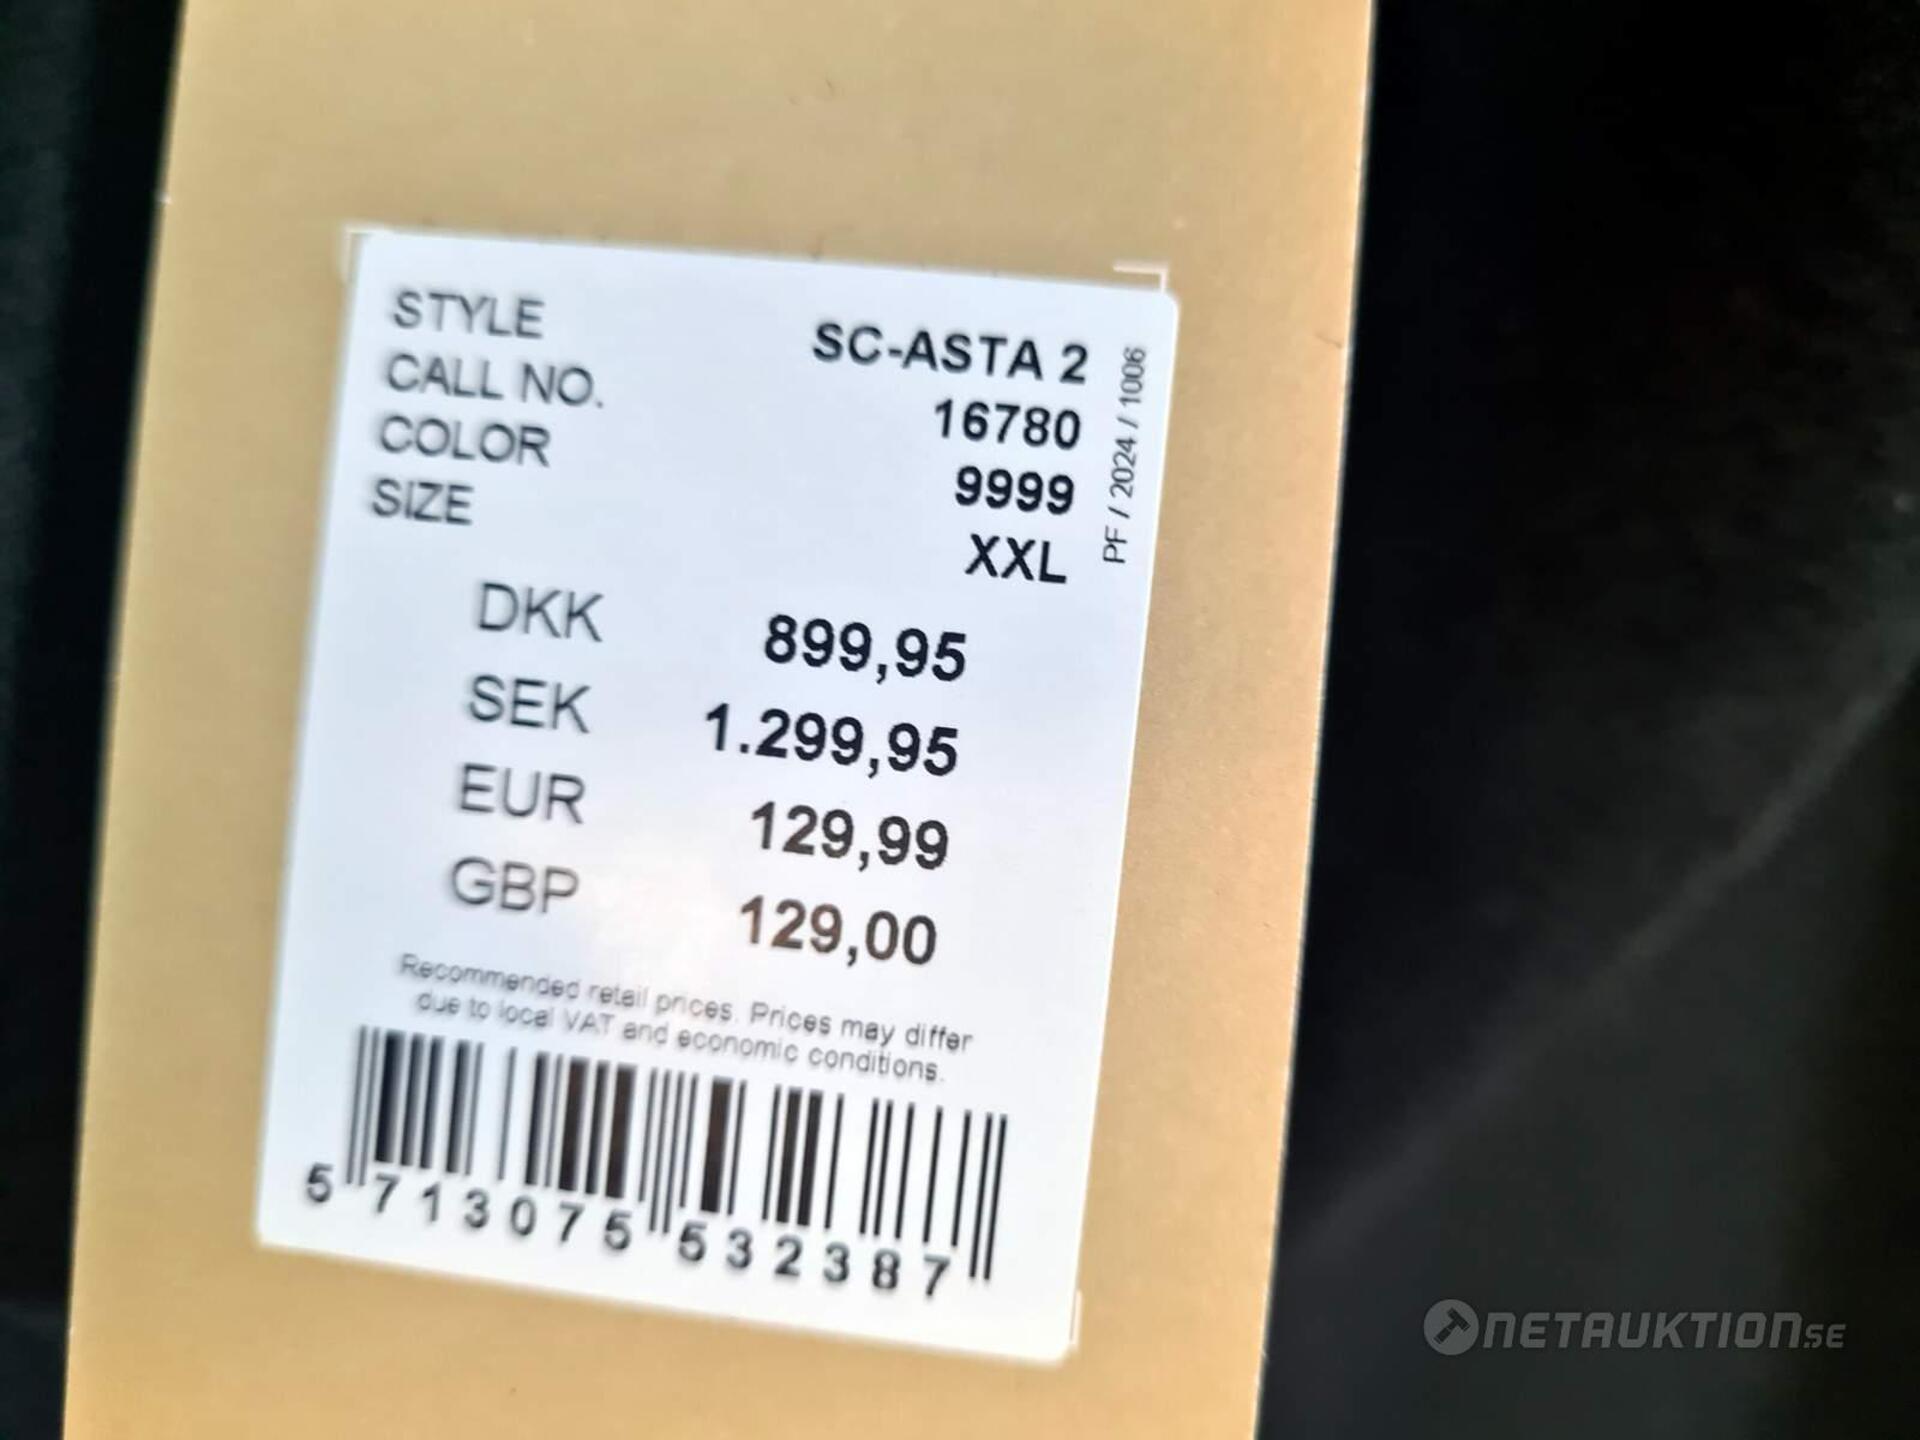 STYLE SC-ASTA 2
CALL NO. 16780
COLOR 9999
SIZE XXL
PF / 2024 / 1006
DKK 899,95
SEK 1.299,95
EUR 129,99
GBP 129,00
Recommended retail prices. Prices may differ
due to local VAT and economic conditions.
5 713075 532387
NETAUKTION.SE